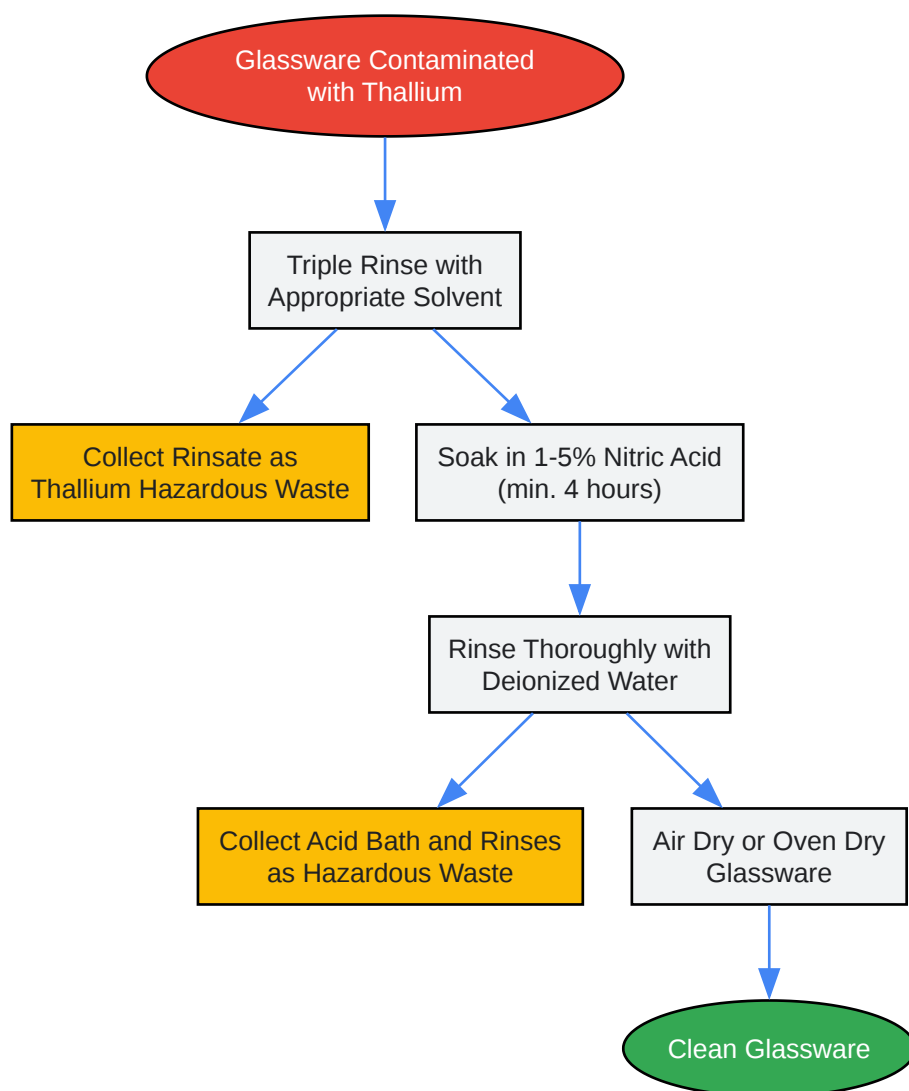 Glassware Contaminated
with Thallium
Triple Rinse with
Appropriate Solvent
Collect Rinsate as
Thallium Hazardous Waste
Soak in 1-5% Nitric Acid
(min. 4 hours)
Rinse Thoroughly with
Deionized Water
Collect Acid Bath and Rinses
as Hazardous Waste
Air Dry or Oven Dry
Glassware
Clean Glassware